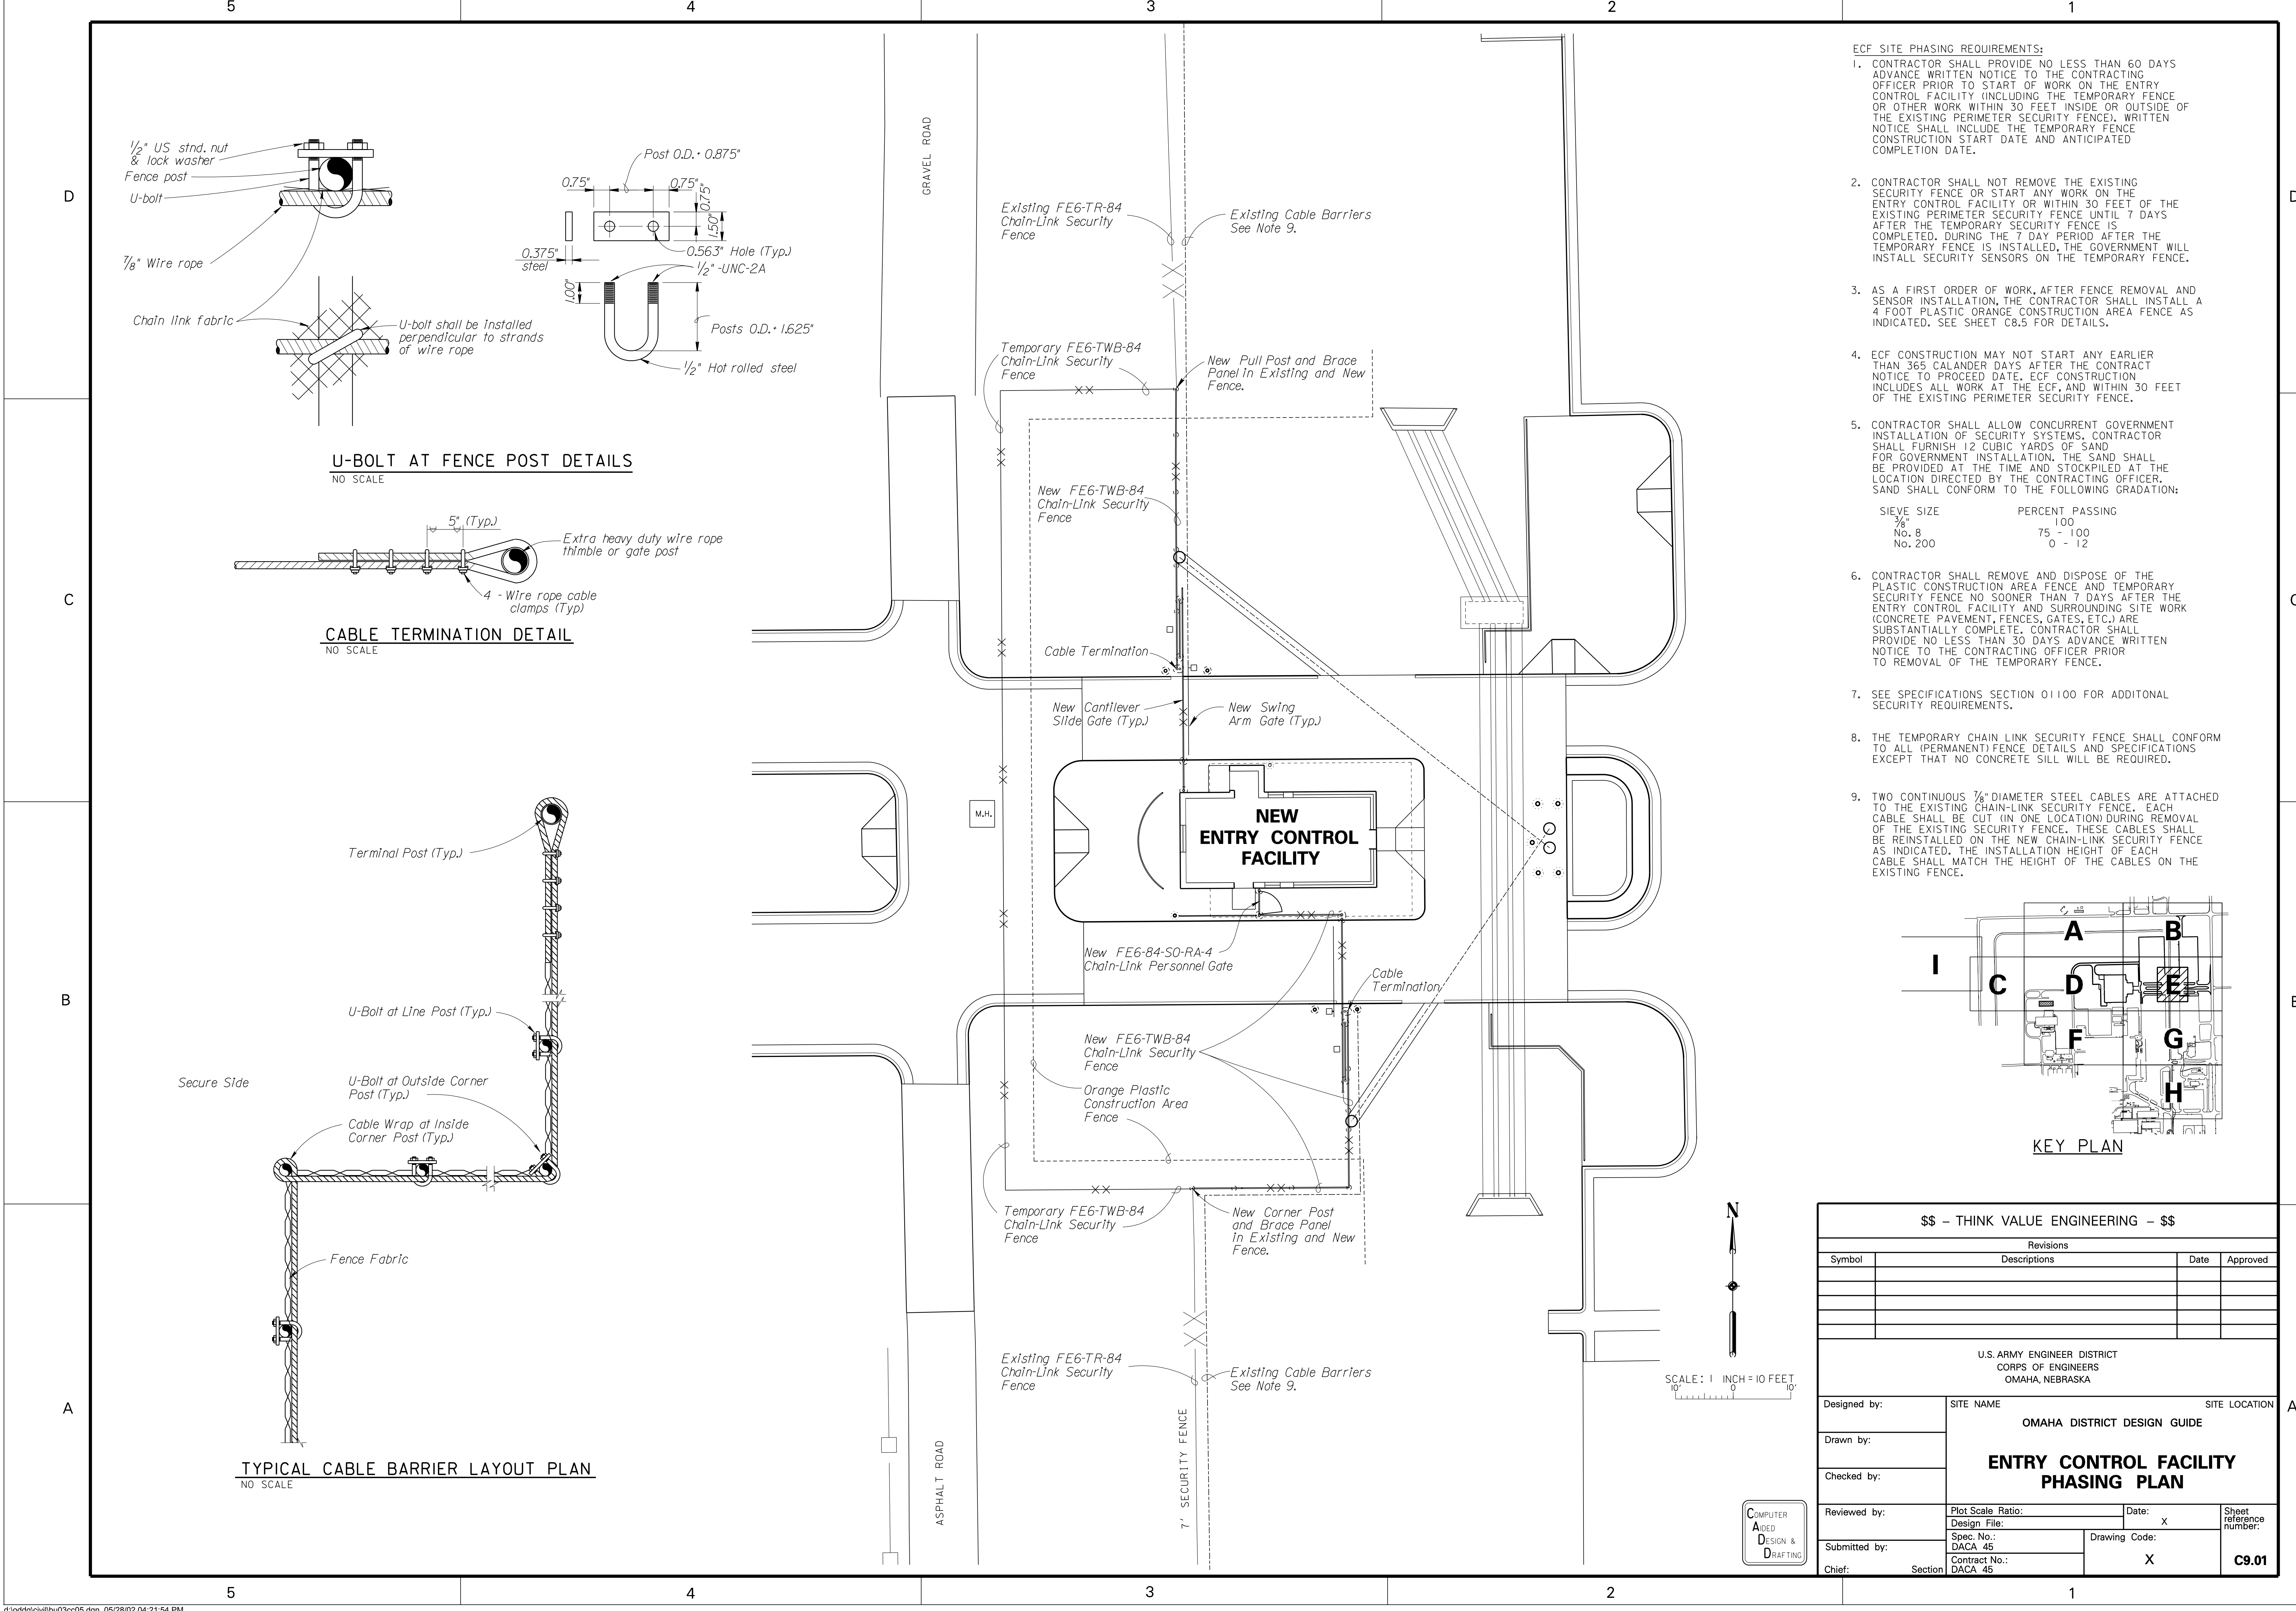 5 4 3 2 1
D
C
B
A
1/2" US stnd. nut
& lock washer
Fence post
U-bolt
7/8" Wire rope
Chain link fabric
U-bolt shall be installed
perpendicular to strands
of wire rope
Post O.D.+ 0.875"
0.75"
0.75"
0.75"
1.50"
0.375"
steel
0.563" Hole (Typ.)
1/2" -UNC-2A
1.00"
Posts O.D.+ 1.625"
1/2" Hot rolled steel
U-BOLT AT FENCE POST DETAILS
NO SCALE
5" (Typ.)
Extra heavy duty wire rope
thimble or gate post
4 - Wire rope cable
clamps (Typ)
CABLE TERMINATION DETAIL
NO SCALE
Terminal Post (Typ.)
U-Bolt at Line Post (Typ.)
Secure Side
U-Bolt at Outside Corner
Post (Typ.)
Cable Wrap at Inside
Corner Post (Typ.)
Fence Fabric
TYPICAL CABLE BARRIER LAYOUT PLAN
NO SCALE
GRAVEL ROAD
Existing FE6-TR-84
Chain-Link Security
Fence
Existing Cable Barriers
See Note 9.
Temporary FE6-TWB-84
Chain-Link Security
Fence
New Pull Post and Brace
Panel in Existing and New
Fence.
New FE6-TWB-84
Chain-Link Security
Fence
Cable Termination
New Cantilever
Slide Gate (Typ.)
New Swing
Arm Gate (Typ.)
M.H.
NEW
ENTRY CONTROL
FACILITY
New FE6-84-SO-RA-4
Chain-Link Personnel Gate
Cable
Termination
New FE6-TWB-84
Chain-Link Security
Fence
Orange Plastic
Construction Area
Fence
Temporary FE6-TWB-84
Chain-Link Security
Fence
New Corner Post
and Brace Panel
in Existing and New
Fence.
Existing FE6-TR-84
Chain-Link Security
Fence
Existing Cable Barriers
See Note 9.
ASPHALT ROAD
7' SECURITY FENCE
N
SCALE: 1 INCH = 10 FEET
10' 0 10'
COMPUTER
AIDED
DESIGN &
DRAFTING
ECF SITE PHASING REQUIREMENTS:
1. CONTRACTOR SHALL PROVIDE NO LESS THAN 60 DAYS
ADVANCE WRITTEN NOTICE TO THE CONTRACTING
OFFICER PRIOR TO START OF WORK ON THE ENTRY
CONTROL FACILITY (INCLUDING THE TEMPORARY FENCE
OR OTHER WORK WITHIN 30 FEET INSIDE OR OUTSIDE OF
THE EXISTING PERIMETER SECURITY FENCE). WRITTEN
NOTICE SHALL INCLUDE THE TEMPORARY FENCE
CONSTRUCTION START DATE AND ANTICIPATED
COMPLETION DATE.
2. CONTRACTOR SHALL NOT REMOVE THE EXISTING
SECURITY FENCE OR START ANY WORK ON THE
ENTRY CONTROL FACILITY OR WITHIN 30 FEET OF THE
EXISTING PERIMETER SECURITY FENCE UNTIL 7 DAYS
AFTER THE TEMPORARY SECURITY FENCE IS
COMPLETED. DURING THE 7 DAY PERIOD AFTER THE
TEMPORARY FENCE IS INSTALLED, THE GOVERNMENT WILL
INSTALL SECURITY SENSORS ON THE TEMPORARY FENCE.
3. AS A FIRST ORDER OF WORK, AFTER FENCE REMOVAL AND
SENSOR INSTALLATION, THE CONTRACTOR SHALL INSTALL A
4 FOOT PLASTIC ORANGE CONSTRUCTION AREA FENCE AS
INDICATED. SEE SHEET C8.5 FOR DETAILS.
4. ECF CONSTRUCTION MAY NOT START ANY EARLIER
THAN 365 CALANDER DAYS AFTER THE CONTRACT
NOTICE TO PROCEED DATE. ECF CONSTRUCTION
INCLUDES ALL WORK AT THE ECF, AND WITHIN 30 FEET
OF THE EXISTING PERIMETER SECURITY FENCE.
5. CONTRACTOR SHALL ALLOW CONCURRENT GOVERNMENT
INSTALLATION OF SECURITY SYSTEMS. CONTRACTOR
SHALL FURNISH 12 CUBIC YARDS OF SAND
FOR GOVERNMENT INSTALLATION. THE SAND SHALL
BE PROVIDED AT THE TIME AND STOCKPILED AT THE
LOCATION DIRECTED BY THE CONTRACTING OFFICER.
SAND SHALL CONFORM TO THE FOLLOWING GRADATION:
SIEVE SIZE PERCENT PASSING
3/8" 100
No. 8 75 - 100
No. 200 0 - 12
6. CONTRACTOR SHALL REMOVE AND DISPOSE OF THE
PLASTIC CONSTRUCTION AREA FENCE AND TEMPORARY
SECURITY FENCE NO SOONER THAN 7 DAYS AFTER THE
ENTRY CONTROL FACILITY AND SURROUNDING SITE WORK
(CONCRETE PAVEMENT, FENCES, GATES, ETC.) ARE
SUBSTANTIALLY COMPLETE. CONTRACTOR SHALL
PROVIDE NO LESS THAN 30 DAYS ADVANCE WRITTEN
NOTICE TO THE CONTRACTING OFFICER PRIOR
TO REMOVAL OF THE TEMPORARY FENCE.
7. SEE SPECIFICATIONS SECTION 01100 FOR ADDITONAL
SECURITY REQUIREMENTS.
8. THE TEMPORARY CHAIN LINK SECURITY FENCE SHALL CONFORM
TO ALL (PERMANENT) FENCE DETAILS AND SPECIFICATIONS
EXCEPT THAT NO CONCRETE SILL WILL BE REQUIRED.
9. TWO CONTINUOUS 7/8" DIAMETER STEEL CABLES ARE ATTACHED
TO THE EXISTING CHAIN-LINK SECURITY FENCE. EACH
CABLE SHALL BE CUT (IN ONE LOCATION) DURING REMOVAL
OF THE EXISTING SECURITY FENCE. THESE CABLES SHALL
BE REINSTALLED ON THE NEW CHAIN-LINK SECURITY FENCE
AS INDICATED. THE INSTALLATION HEIGHT OF EACH
CABLE SHALL MATCH THE HEIGHT OF THE CABLES ON THE
EXISTING FENCE.
A B
I C D E
F G
H
KEY PLAN
$$ – THINK VALUE ENGINEERING – $$
Revisions
Symbol Descriptions Date Approved
U.S. ARMY ENGINEER DISTRICT
CORPS OF ENGINEERS
OMAHA, NEBRASKA
Designed by:
SITE NAME SITE LOCATION
OMAHA DISTRICT DESIGN GUIDE
Drawn by:
ENTRY CONTROL FACILITY
PHASING PLAN
Checked by:
Reviewed by:
Plot Scale Ratio:
Date:
X
Sheet
reference
number:
Design File:
Spec. No.:
DACA 45
Drawing Code:
X
Submitted by:
Contract No.:
DACA 45
C9.01
Chief: Section
5 4 3 2 1
D
C
B
A
d:\oddg\civil\bu03cc05.dgn 05/28/02 04:21:54 PM